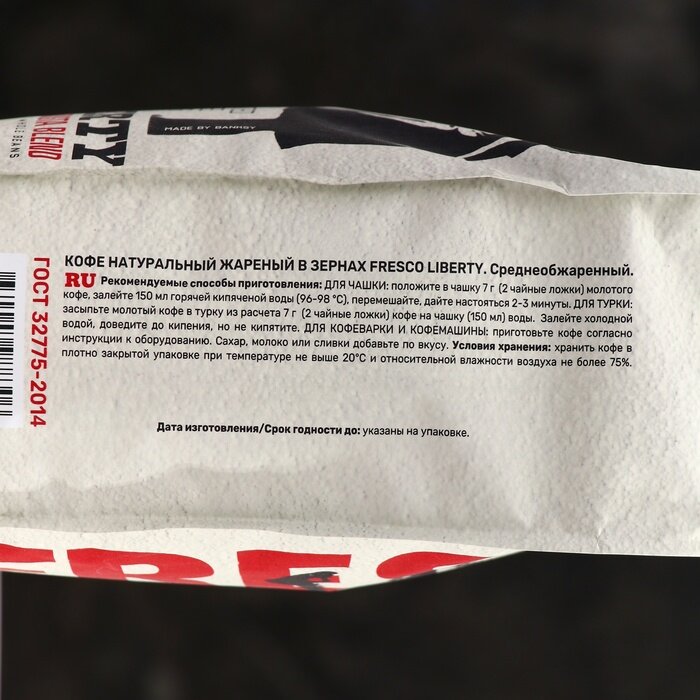 MADE BY BANKSY
BLEND
WHOLE BEANS
КОФЕ НАТУРАЛЬНЫЙ ЖАРЕНЫЙ В ЗЕРНАХ FRESCO LIBERTY. Среднеобжаренный.
RU Рекомендуемые способы приготовления: ДЛЯ ЧАШКИ: положите в чашку 7 г (2 чайные ложки) молотого
кофе, залейте 150 мл горячей кипяченой воды (96-98 °С), перемешайте, дайте настояться 2-3 минуты. ДЛЯ ТУРКИ:
засыпьте молотый кофе в турку из расчета 7 г (2 чайные ложки) кофе на чашку (150 мл) воды. Залейте холодной
водой, доведите до кипения, но не кипятите. ДЛЯ КОФЕВАРКИ И КОФЕМАШИНЫ: приготовьте кофе согласно
инструкции к оборудованию. Сахар, молоко или сливки добавьте по вкусу. Условия хранения: хранить кофе в
плотно закрытой упаковке при температуре не выше 20°С и относительной влажности воздуха не более 75%.
ГОСТ 32775-2014
Дата изготовления/Срок годности до: указаны на упаковке.